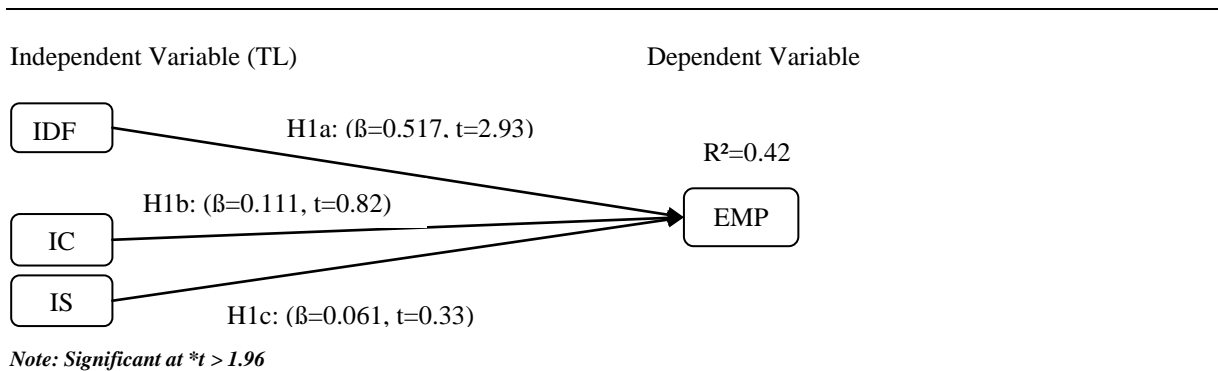 Independent Variable (TL) Dependent Variable
IDF
H1a: (ß=0.517, t=2.93)
R²=0.42
H1b: (ß=0.111, t=0.82)
EMP
IC
IS
H1c: (ß=0.061, t=0.33)
Note: Significant at *t > 1.96